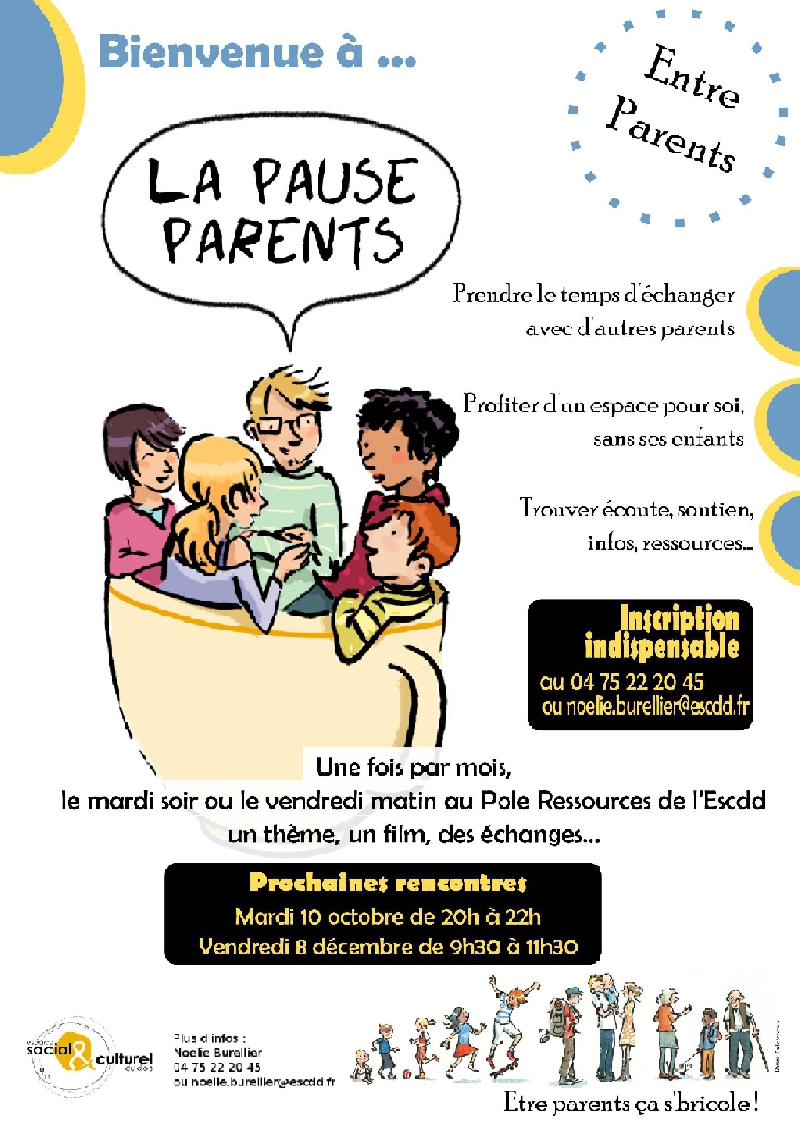 Bienvenue à ...
Entre
Parents
LA PAUSE
PARENTS
Prendre le temps d'échanger
avec d'autres parents
Profiter d un espace pour soi,
sans ses enfants
Trouver écoute, soutien,
infos, ressources...
Inscription
indispensable
au 04 75 22 20 45
ou noelie.burellier@escdd.fr
Une fois par mois,
le mardi soir ou le vendredi matin au Pole Ressources de l'Escdd
un thème, un film, des échanges...
Prochaines rencontres
Mardi 10 octobre de 20h à 22h
Vendredi 8 décembre de 9h30 à 11h30
espace
social & culturel
du diois
Plus d infos :
Noelie Burellier
04 75 22 20 45
ou noelie.burellier@escdd.fr
Etre parents ça s'bricole !